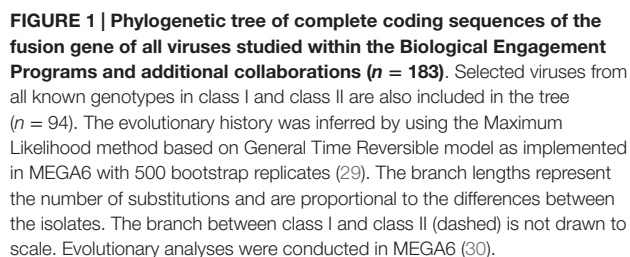 FIGURE 1 | Phylogenetic tree of complete coding sequences of the
fusion gene of all viruses studied within the Biological Engagement
Programs and additional collaborations (n = 183). Selected viruses from
all known genotypes in class I and class II are also included in the tree
(n = 94). The evolutionary history was inferred by using the Maximum
Likelihood method based on General Time Reversible model as implemented
in MEGA6 with 500 bootstrap replicates (29). The branch lengths represent
the number of substitutions and are proportional to the differences between
the isolates. The branch between class I and class II (dashed) is not drawn to
scale. Evolutionary analyses were conducted in MEGA6 (30).